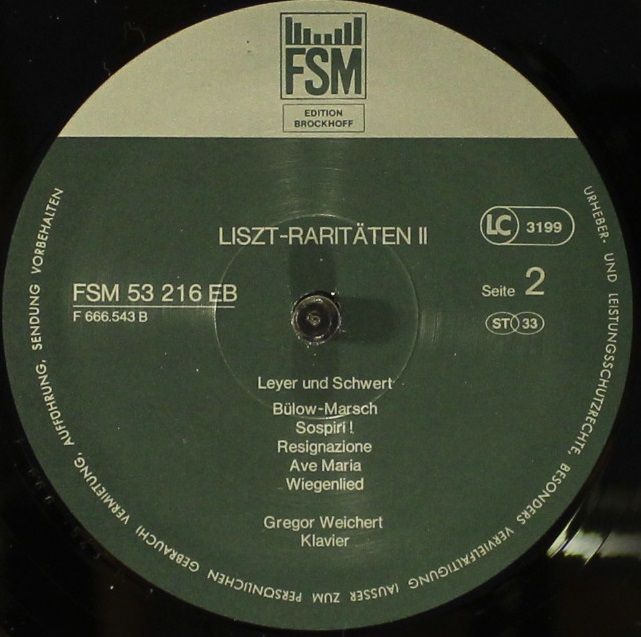 FSM
EDITION
BROCKHOFF
LISZT-RARITÄTEN II
LC 3199
FSM 53 216 EB
F 666.543 B
Seite 2
ST 33
Leyer und Schwert
Bülow-Marsch
Sospiri!
Resignazione
Ave Maria
Wiegenlied
Gregor Weichert
Klavier
URHEBER- UND LEISTUNGSSCHUTZRECHTE, BESONDERS VERVIELFÄLTIGUNG (AUSSER ZUM PERSÖNLICHEN GEBRAUCH) VERMIETUNG, AUFFÜHRUNG, SENDUNG VORBEHALTEN